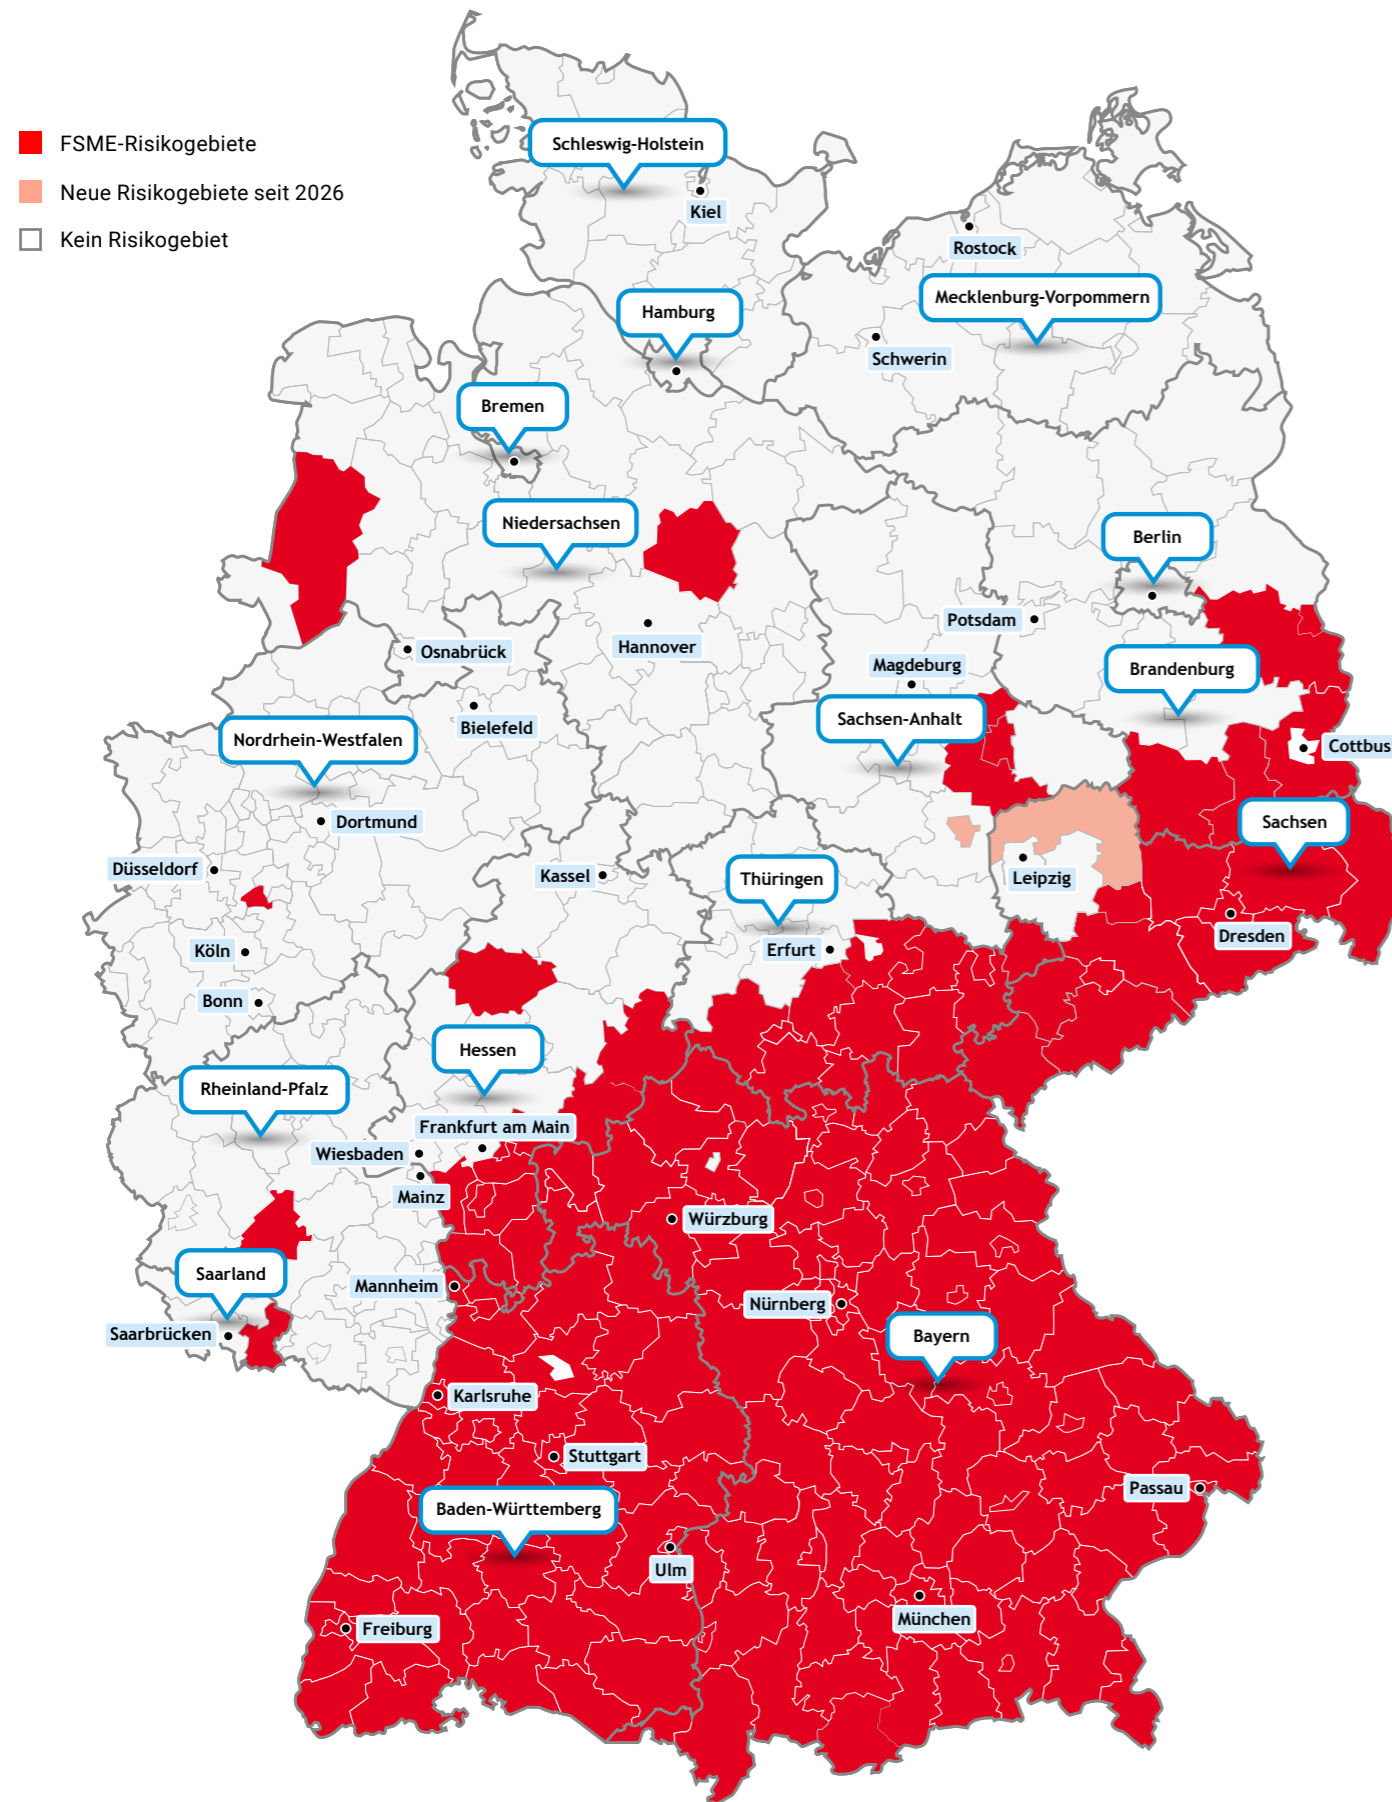 FSME-Risikogebiete
Neue Risikogebiete seit 2026
Kein Risikogebiet
Schleswig-Holstein
Kiel
Rostock
Mecklenburg-Vorpommern
Hamburg
Schwerin
Bremen
Niedersachsen
Berlin
Potsdam
Hannover
Osnabrück
Magdeburg
Brandenburg
Sachsen-Anhalt
Bielefeld
Nordrhein-Westfalen
Cottbus
Dortmund
Sachsen
Düsseldorf
Kassel
Thüringen
Leipzig
Dresden
Köln
Erfurt
Bonn
Hessen
Rheinland-Pfalz
Frankfurt am Main
Wiesbaden
Mainz
Würzburg
Saarland
Mannheim
Nürnberg
Saarbrücken
Bayern
Karlsruhe
Stuttgart
Passau
Baden-Württemberg
Ulm
München
Freiburg